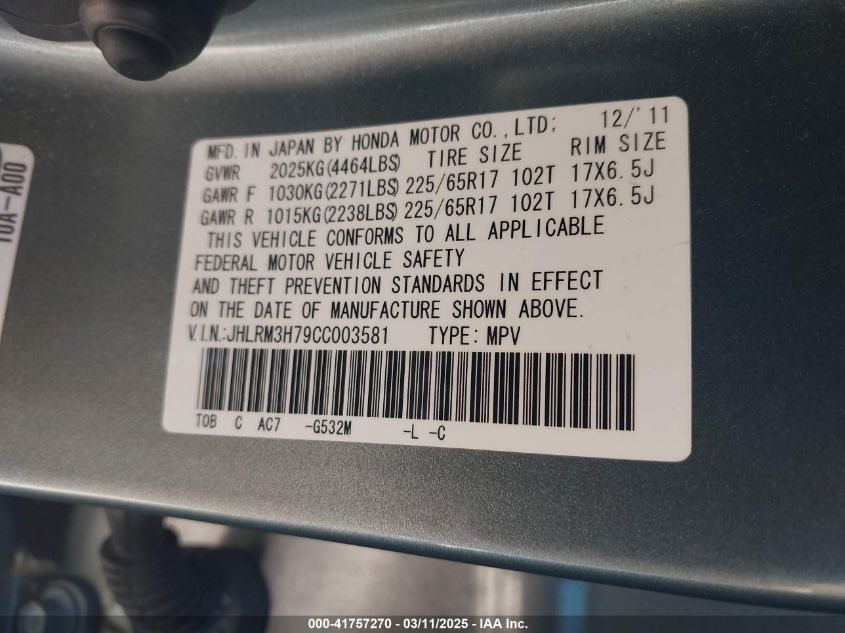 MFD. IN JAPAN BY HONDA MOTOR CO., LTD; 12/'11
GVWR 2025KG(4464LBS) TIRE SIZE RIM SIZE
GAWR F 1030KG(2271LBS) 225/65R17 102T 17X6.5J
GAWR R 1015KG(2238LBS) 225/65R17 102T 17X6.5J
THIS VEHICLE CONFORMS TO ALL APPLICABLE
FEDERAL MOTOR VEHICLE SAFETY
AND THEFT PREVENTION STANDARDS IN EFFECT
ON THE DATE OF MANUFACTURE SHOWN ABOVE.
V.I.N.:JHLRM3H79CC003581 TYPE: MPV
T0B C AC7 -G532M -L -C
T0A-A00
000-41757270 - 03/11/2025 - IAA Inc.